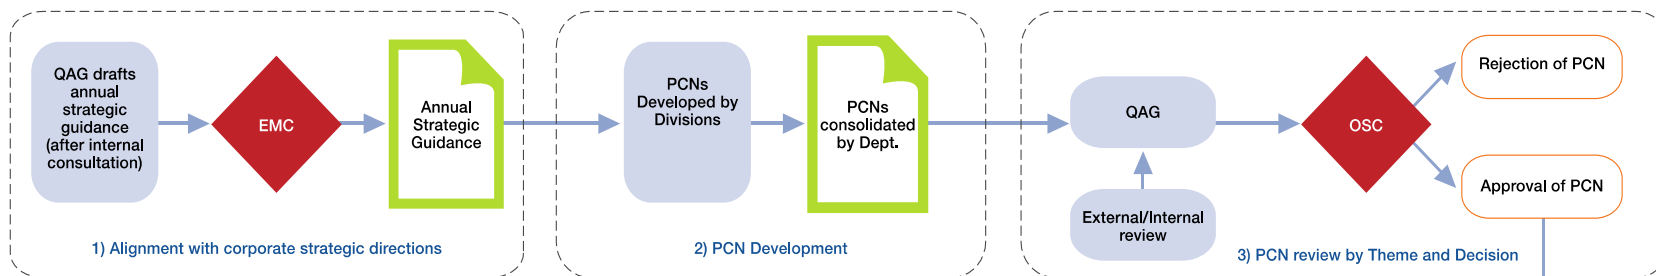 QAG drafts
annual
strategic
guidance
(after internal
consultation)
EMC
Annual
Strategic
Guidance
1) Alignment with corporate strategic directions
PCNs
Developed by
Divisions
PCNs
consolidated
by Dept.
2) PCN Development
QAG
External/Internal
review
OSC
Rejection of PCN
Approval of PCN
3) PCN review by Theme and Decision